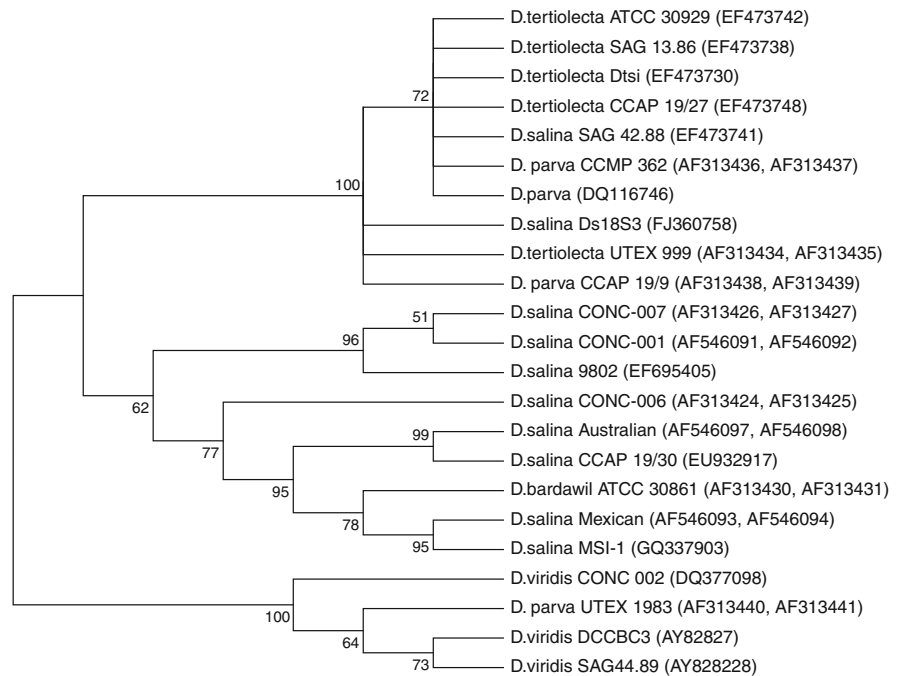 D.tertiolecta ATCC 30929 (EF473742)
D.tertiolecta SAG 13.86 (EF473738)
D.tertiolecta Dtsi (EF473730)
72
D.tertiolecta CCAP 19/27 (EF473748)
D.salina SAG 42.88 (EF473741)
D. parva CCMP 362 (AF313436, AF313437)
100
D.parva (DQ116746)
D.salina Ds18S3 (FJ360758)
D.tertiolecta UTEX 999 (AF313434, AF313435)
D. parva CCAP 19/9 (AF313438, AF313439)
51
D.salina CONC-007 (AF313426, AF313427)
96
D.salina CONC-001 (AF546091, AF546092)
D.salina 9802 (EF695405)
62
D.salina CONC-006 (AF313424, AF313425)
99
D.salina Australian (AF546097, AF546098)
77
D.salina CCAP 19/30 (EU932917)
95
D.bardawil ATCC 30861 (AF313430, AF313431)
78
D.salina Mexican (AF546093, AF546094)
95
D.salina MSI-1 (GQ337903)
D.viridis CONC 002 (DQ377098)
100
D. parva UTEX 1983 (AF313440, AF313441)
64
D.viridis DCCBC3 (AY82827)
73
D.viridis SAG44.89 (AY828228)